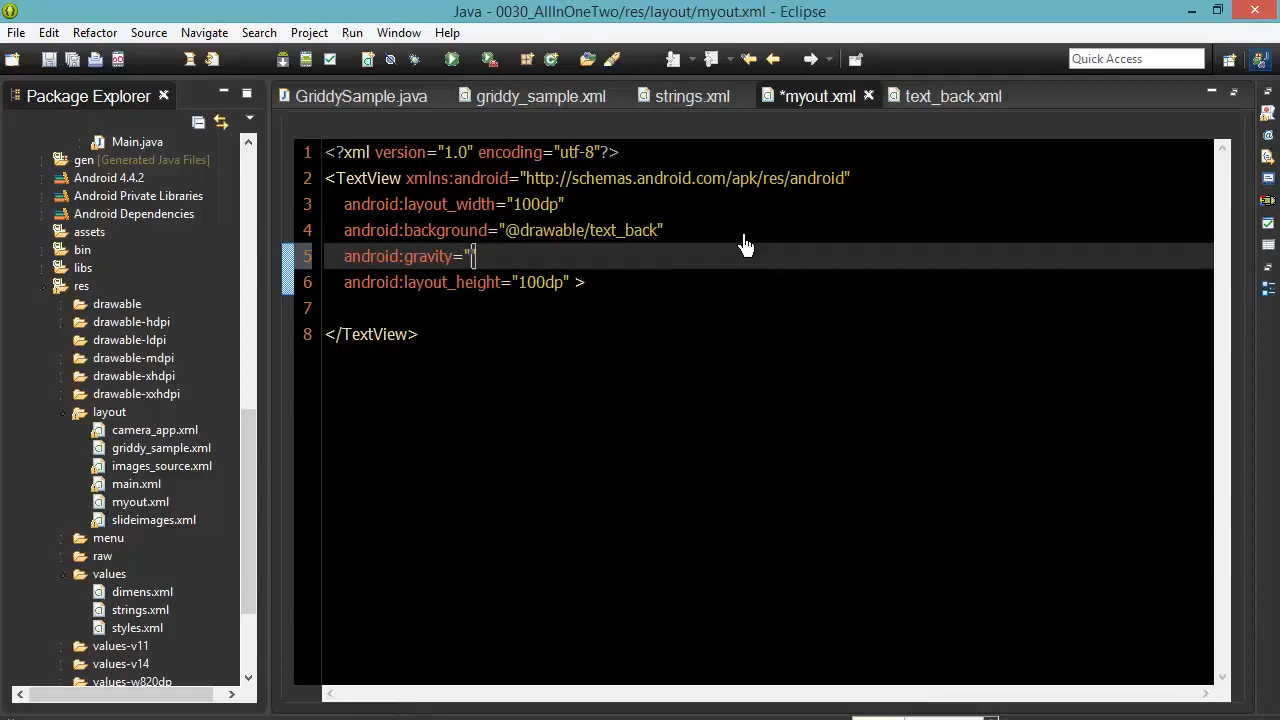 Java - 0030_AllInOneTwo/res/layout/myout.xml - Eclipse
File Edit Refactor Source Navigate Search Project Run Window Help
Quick Access
Package Explorer
GriddySample.java griddy_sample.xml strings.xml *myout.xml text_back.xml
Main.java
gen [Generated Java Files]
Android 4.4.2
Android Private Libraries
Android Dependencies
assets
bin
libs
res
drawable
drawable-hdpi
drawable-ldpi
drawable-mdpi
drawable-xhdpi
drawable-xxhdpi
layout
camera_app.xml
griddy_sample.xml
images_source.xml
main.xml
myout.xml
slideimages.xml
menu
raw
values
dimens.xml
strings.xml
styles.xml
values-v11
values-v14
values-w820dp
1 <?xml version="1.0" encoding="utf-8"?>
2 <TextView xmlns:android="http://schemas.android.com/apk/res/android"
3 android:layout_width="100dp"
4 android:background="@drawable/text_back"
5 android:gravity=""
6 android:layout_height="100dp" >
7
8 </TextView>